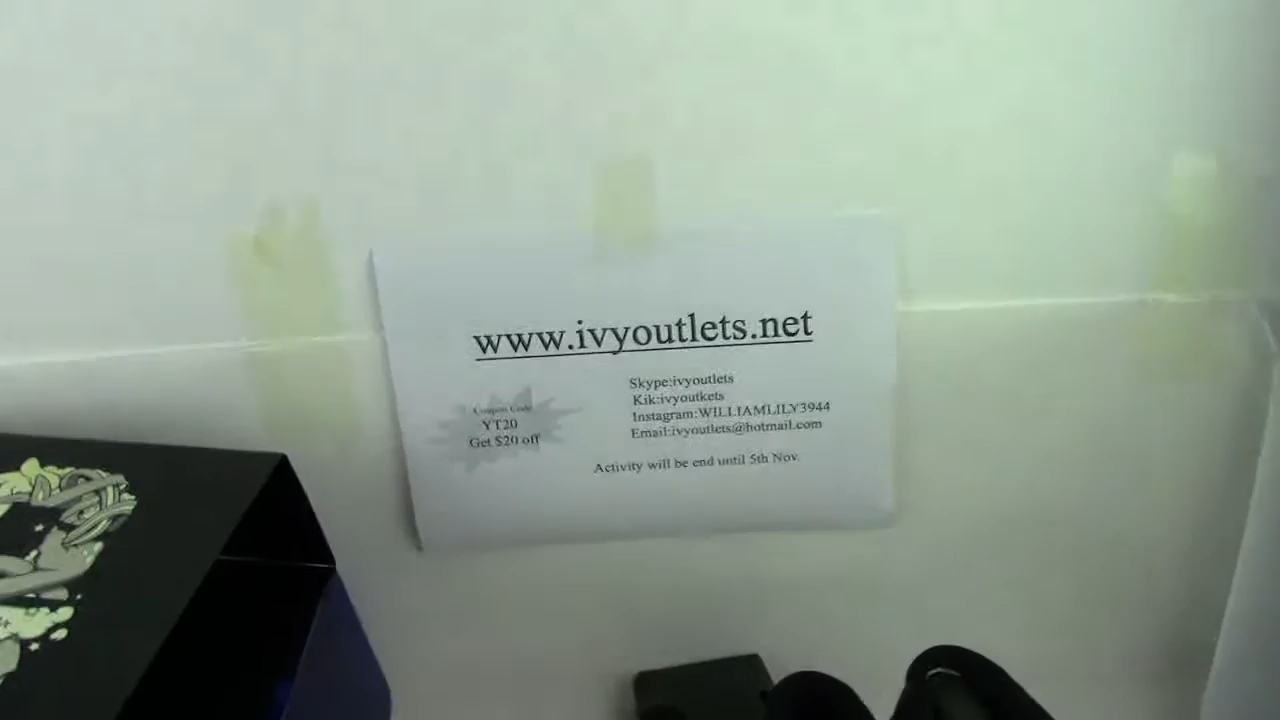 www.ivyoutlets.net
Skype:ivyoutlets
Kik:ivyoutkets
Instagram:WILLIAMLILY3944
Email:ivyoutlets@hotmail.com
Coupon Code
YT20
Get $20 off
Activity will be end until 5th Nov.